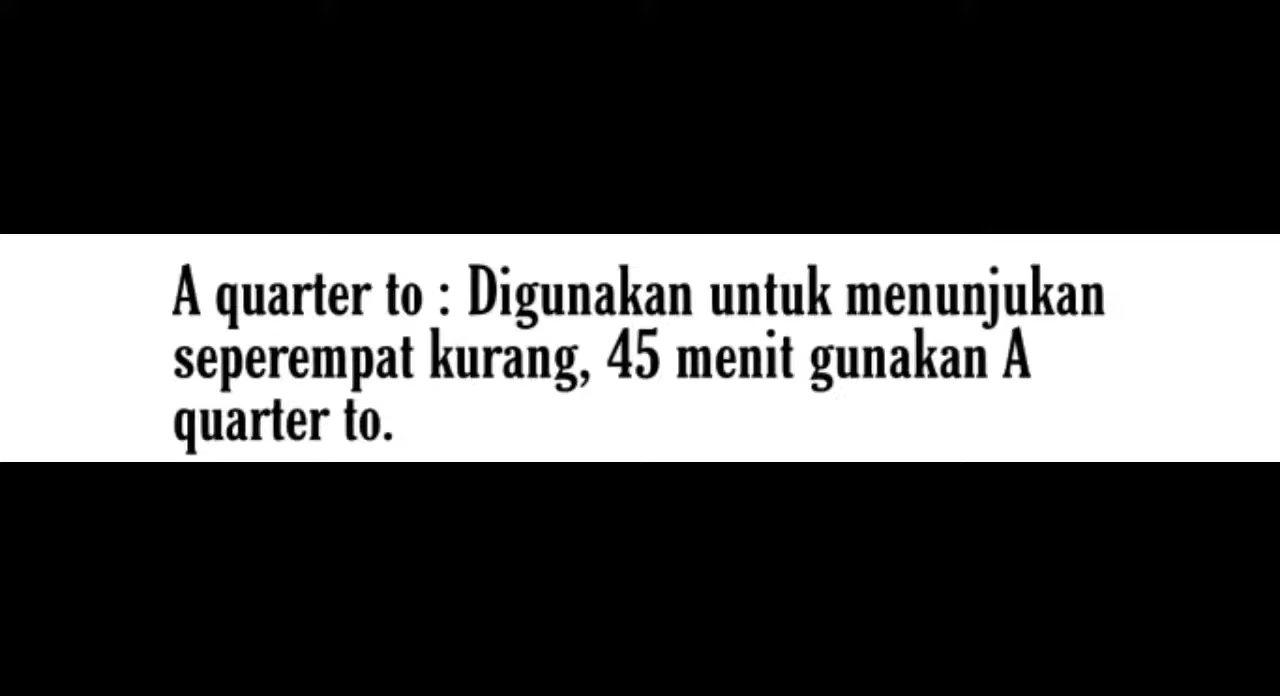 A quarter to : Digunakan untuk menunjukan
seperempat kurang, 45 menit gunakan A
quarter to.